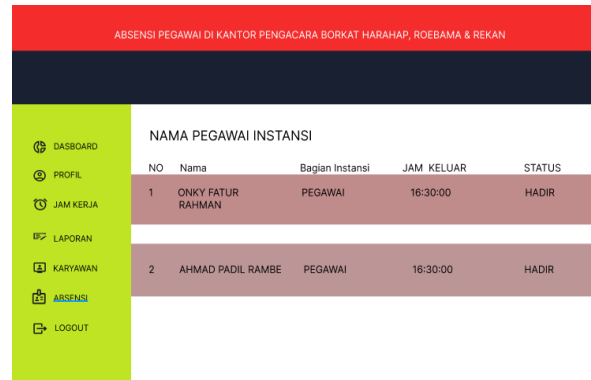 ABSENSI PEGAWAI DI KANTOR PENGACARA BORKAT HARAHAP, ROEBAMA & REKAN
DASBOARD
PROFIL
JAM KERJA
LAPORAN
KARYAWAN
ABSENSI
LOGOUT
NAMA PEGAWAI INSTANSI
NO Nama Bagian Instansi JAM KELUAR STATUS
1 ONKY FATUR PEGAWAI 16:30:00 HADIR
RAHMAN
2 AHMAD PADIL RAMBE PEGAWAI 16:30:00 HADIR